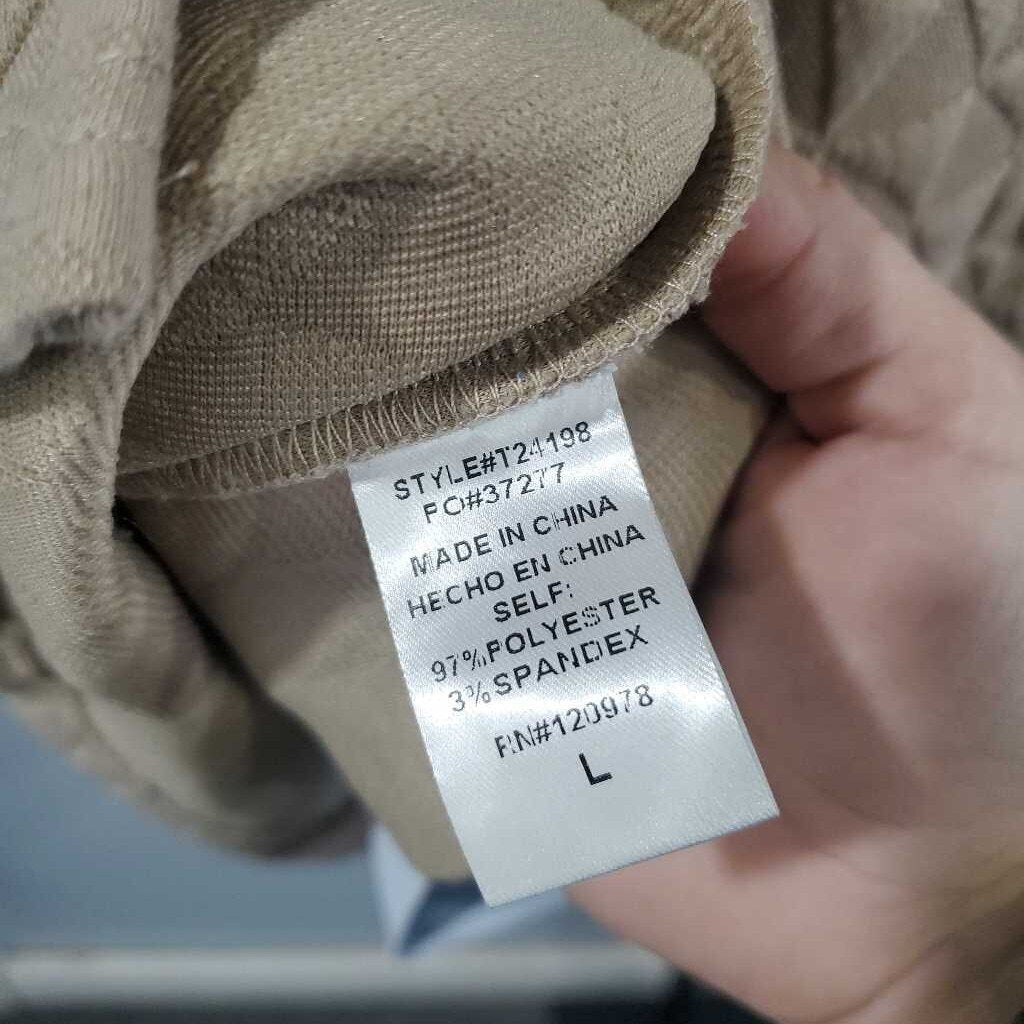 STYLE#T24198
PO#37277
MADE IN CHINA
HECHO EN CHINA
SELF:
97%POLYESTER
3%SPANDEX
RN#120978
L